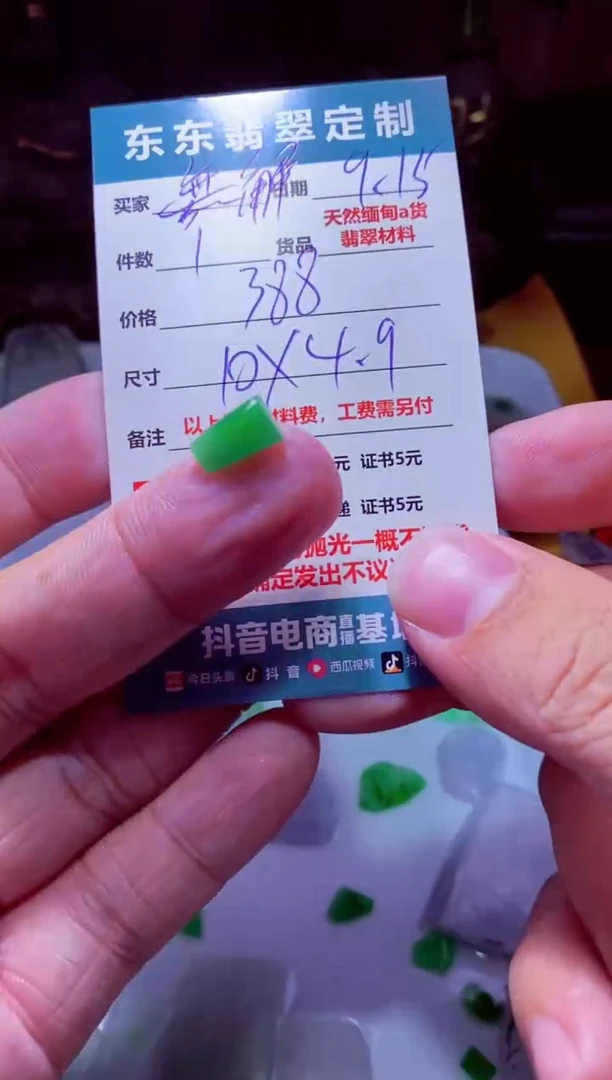 东东翡翠定制
买家 無解 日期 9.15
件数 1 货品 天然缅甸a货
翡翠材料
价格 388
尺寸 10X4.9
备注 以上 料费，工费需另付
元 证书5元
递 证书5元
抛光一概不
定发出不议
抖音电商直播基
今日头条 抖音 西瓜视频 抖